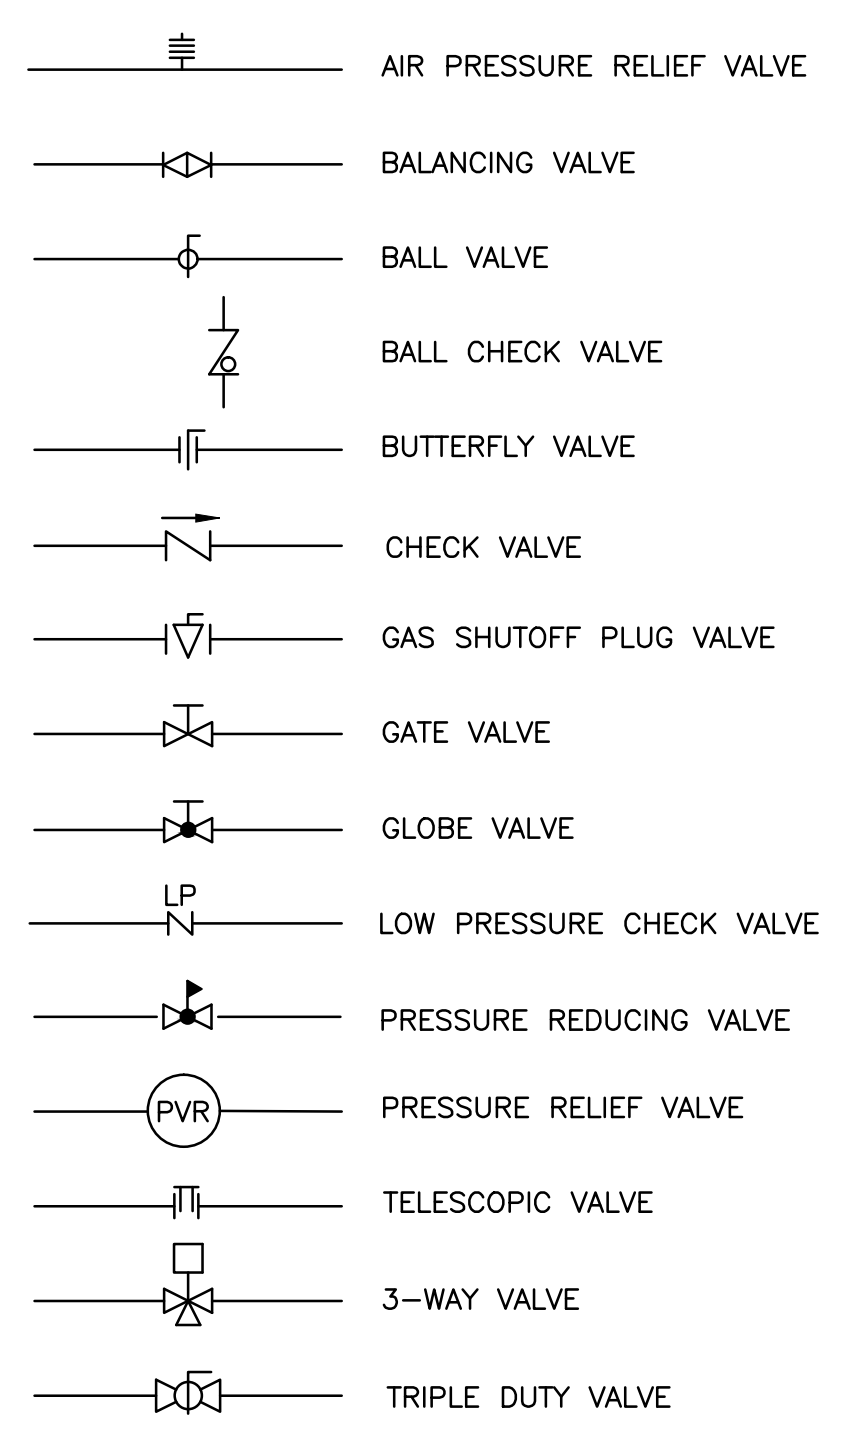 AIR PRESSURE RELIEF VALVE
BALANCING VALVE
BALL VALVE
BALL CHECK VALVE
BUTTERFLY VALVE
CHECK VALVE
GAS SHUTOFF PLUG VALVE
GATE VALVE
GLOBE VALVE
LP
LOW PRESSURE CHECK VALVE
PRESSURE REDUCING VALVE
PVR
PRESSURE RELIEF VALVE
TELESCOPIC VALVE
3-WAY VALVE
TRIPLE DUTY VALVE